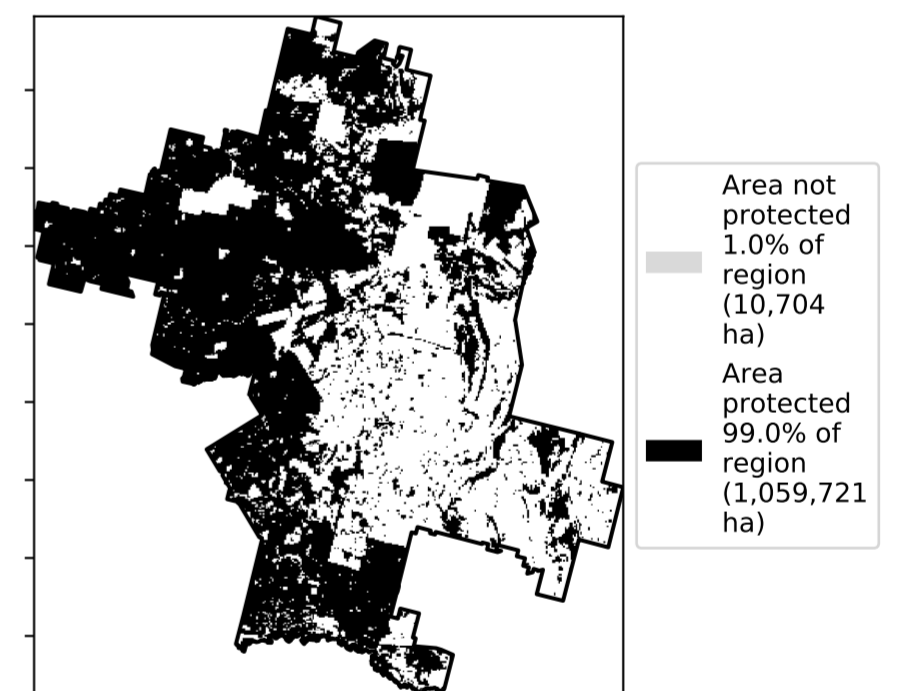 Area not
protected
1.0% of
region
(10,704
ha)
Area
protected
99.0% of
region
(1,059,721
ha)